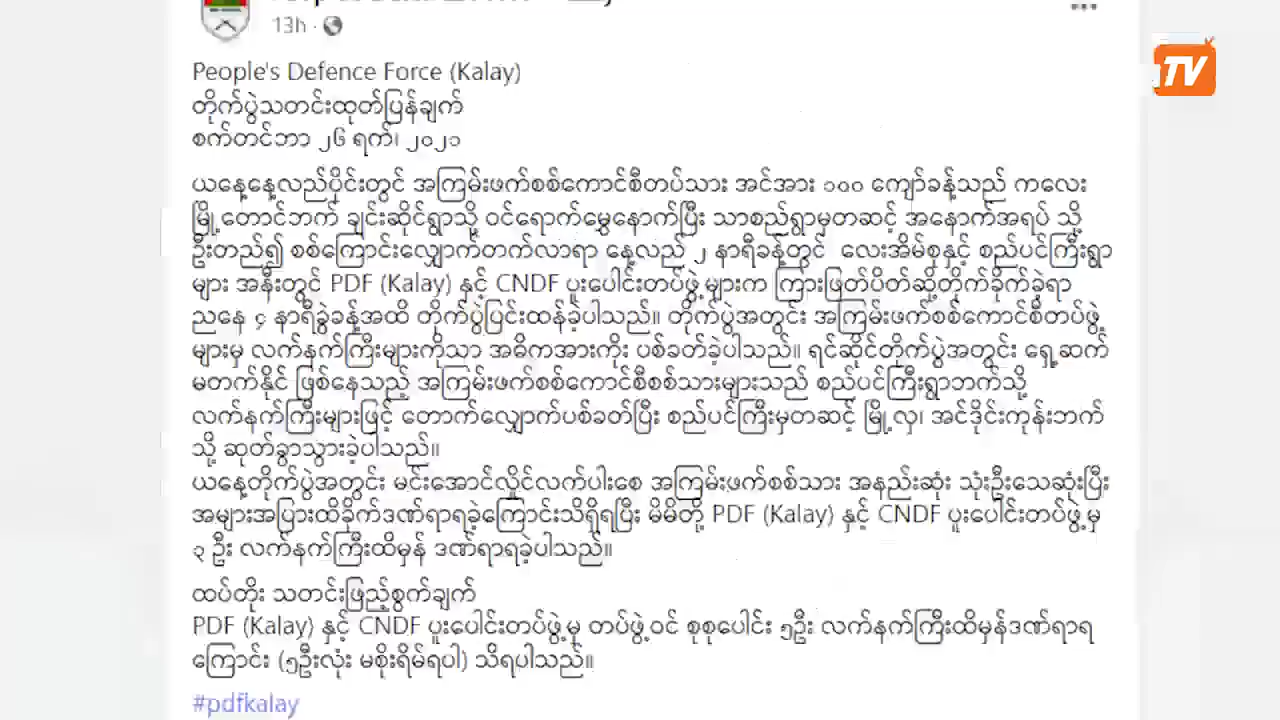 13h ·
TV
People's Defence Force (Kalay)
တိုက်ပွဲသတင်းထုတ်ပြန်ချက်
စက်တင်ဘာ ၂၆ ရက်၊ ၂၀၂၁
ယနေ့နေ့လည်ပိုင်းတွင် အကြမ်းဖက်စစ်ကောင်စီတပ်သား အင်အား ၁၀၀ ကျော်ခန့်သည် ကလေး
မြို့တောင်ဘက် ချင်းဆိုင်ရွာသို့ ဝင်ရောက်မွှေနောက်ပြီး သာစည်ရွာမှတဆင့် အနောက်အရပ် သို့
ဦးတည်၍ စစ်ကြောင်းလျှောက်တက်လာရာ နေ့လည် ၂ နာရီခန့်တွင် လေးအိမ်စုနှင့် စည်ပင်ကြီးရွာ
များ အနီးတွင် PDF (Kalay) နှင့် CNDF ပူးပေါင်းတပ်ဖွဲ့များက ကြားဖြတ်ပိတ်ဆို့တိုက်ခိုက်ခဲ့ရာ
ညနေ ၄ နာရီခွဲခန့်အထိ တိုက်ပွဲပြင်းထန်ခဲ့ပါသည်။ တိုက်ပွဲအတွင်း အကြမ်းဖက်စစ်ကောင်စီတပ်ဖွဲ့
များမှ လက်နက်ကြီးများကိုသာ အဓိကအားကိုး ပစ်ခတ်ခဲ့ပါသည်။ ရင်ဆိုင်တိုက်ပွဲအတွင်း ရှေ့ဆက်
မတက်နိုင် ဖြစ်နေသည့် အကြမ်းဖက်စစ်ကောင်စီစစ်သားများသည် စည်ပင်ကြီးရွာဘက်သို့
လက်နက်ကြီးများဖြင့် တောက်လျှောက်ပစ်ခတ်ပြီး စည်ပင်ကြီးမှတဆင့် မြို့လှ၊ အင်ဒိုင်းကုန်းဘက်
သို့ ဆုတ်ခွာသွားခဲ့ပါသည်။
ယနေ့တိုက်ပွဲအတွင်း မင်းအောင်လှိုင်လက်ပါးစေ အကြမ်းဖက်စစ်သား အနည်းဆုံး သုံးဦးသေဆုံးပြီး
အများအပြားထိခိုက်ဒဏ်ရာရခဲ့ကြောင်းသိရှိရပြီး မိမိတို့ PDF (Kalay) နှင့် CNDF ပူးပေါင်းတပ်ဖွဲ့မှ
၃ ဦး လက်နက်ကြီးထိမှန် ဒဏ်ရာရခဲ့ပါသည်။
ထပ်တိုး သတင်းဖြည့်စွက်ချက်
PDF (Kalay) နှင့် CNDF ပူးပေါင်းတပ်ဖွဲ့မှ တပ်ဖွဲ့ဝင် စုစုပေါင်း ၅ဦး လက်နက်ကြီးထိမှန်ဒဏ်ရာရ
ကြောင်း (၅ဦးလုံး မစိုးရိမ်ရပါ) သိရပါသည်။
#pdfkalay